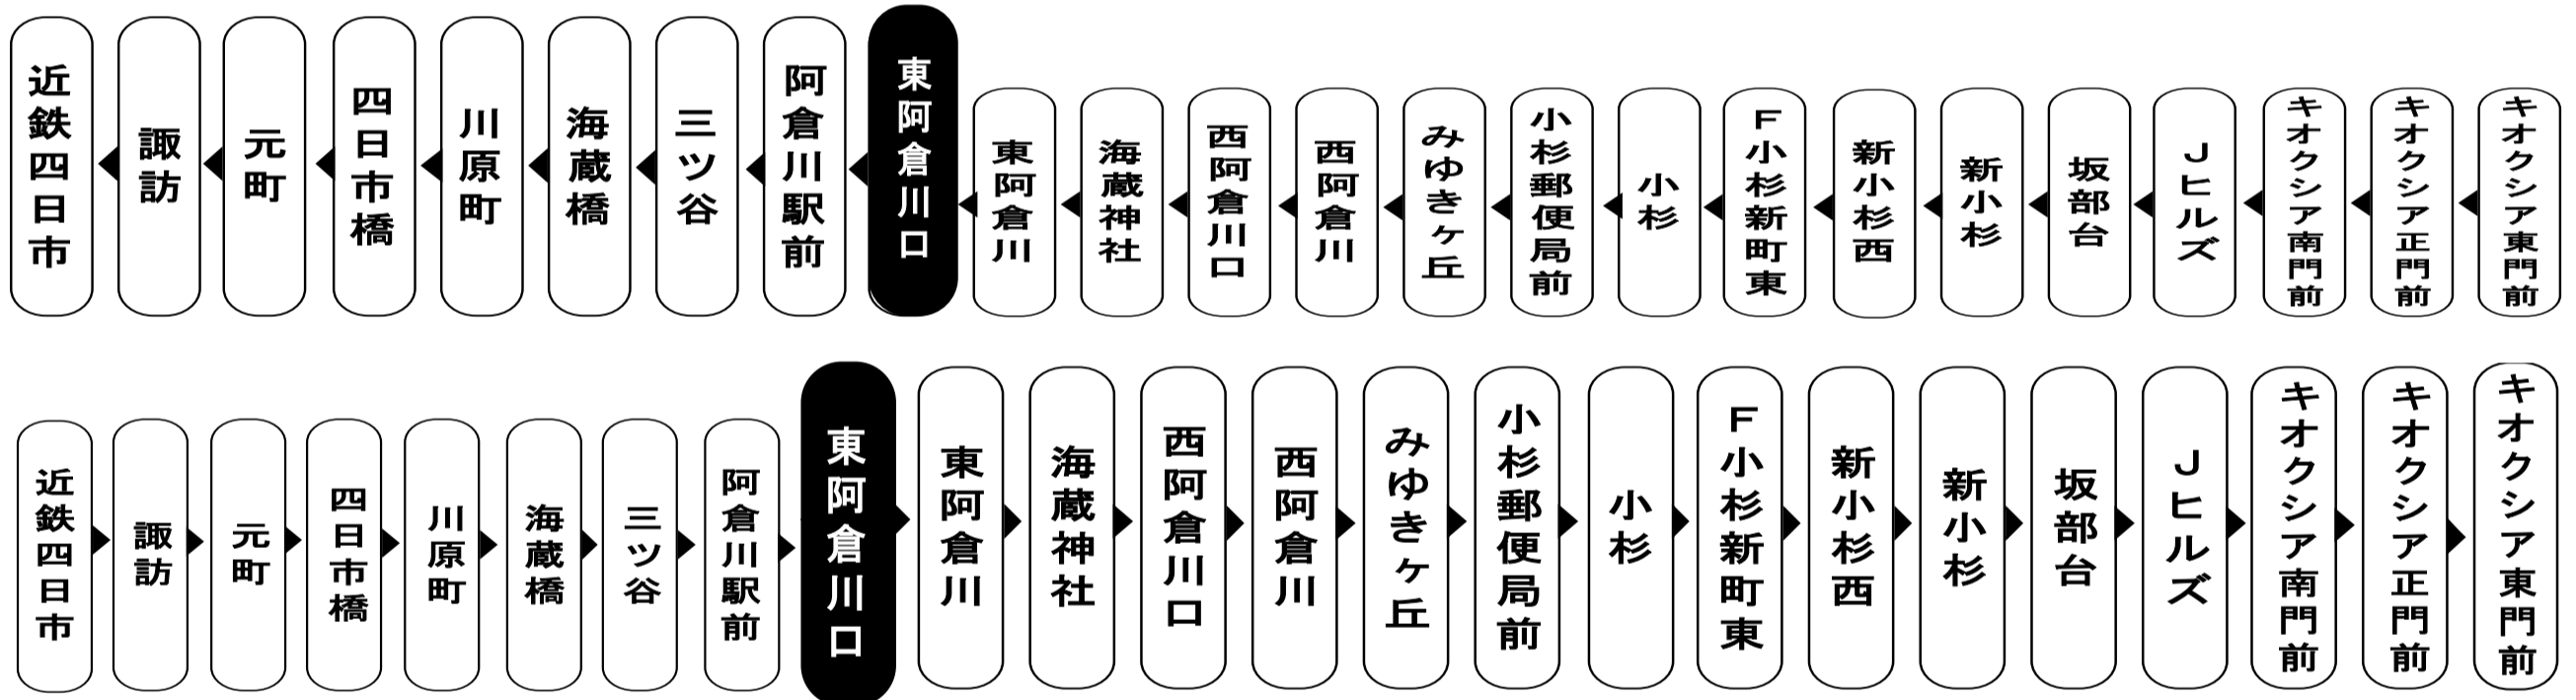 近鉄四日市
諏訪
元町
四日市橋
川原町
海蔵橋
三ツ谷
阿倉川駅前
東阿倉川口
東阿倉川
海蔵神社
西阿倉川口
西阿倉川
みゆきヶ丘
小杉郵便局前
小杉
F小杉新町東
新小杉西
新小杉
坂部台
Jヒルズ
キオクシア南門前
キオクシア正門前
キオクシア東門前
近鉄四日市
諏訪
元町
四日市橋
川原町
海蔵橋
三ツ谷
阿倉川駅前
東阿倉川口
東阿倉川
海蔵神社
西阿倉川口
西阿倉川
みゆきヶ丘
小杉郵便局前
小杉
F小杉新町東
新小杉西
新小杉
坂部台
Jヒルズ
キオクシア南門前
キオクシア正門前
キオクシア東門前